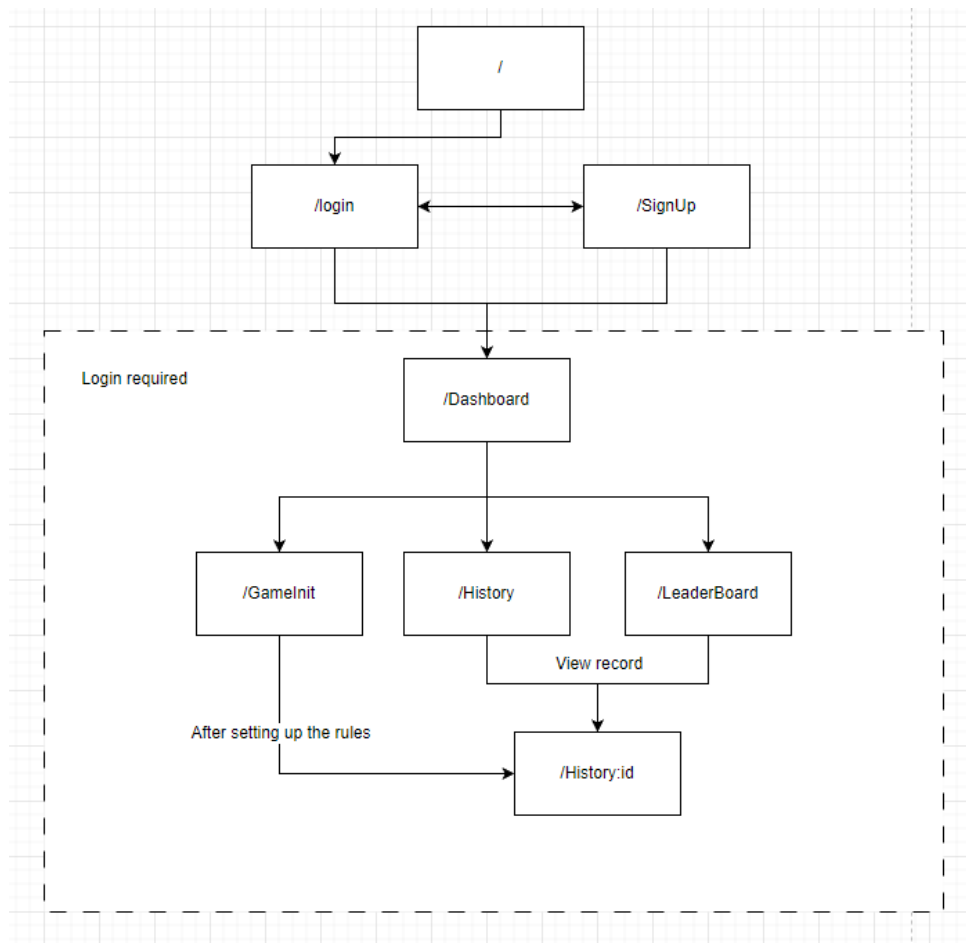 /
/login
/SignUp
Login required
/Dashboard
/GameInit
/History
/LeaderBoard
View record
After setting up the rules
/History:id